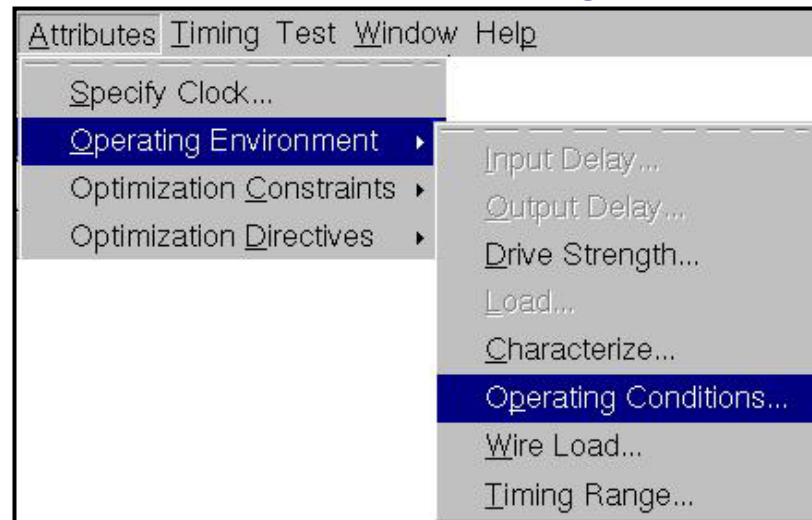 Attributes Timing Test Window Help
Specify Clock...
Operating Environment
Optimization Constraints
Optimization Directives
Input Delay...
Output Delay...
Drive Strength...
Load...
Characterize...
Operating Conditions...
Wire Load...
Timing Range...